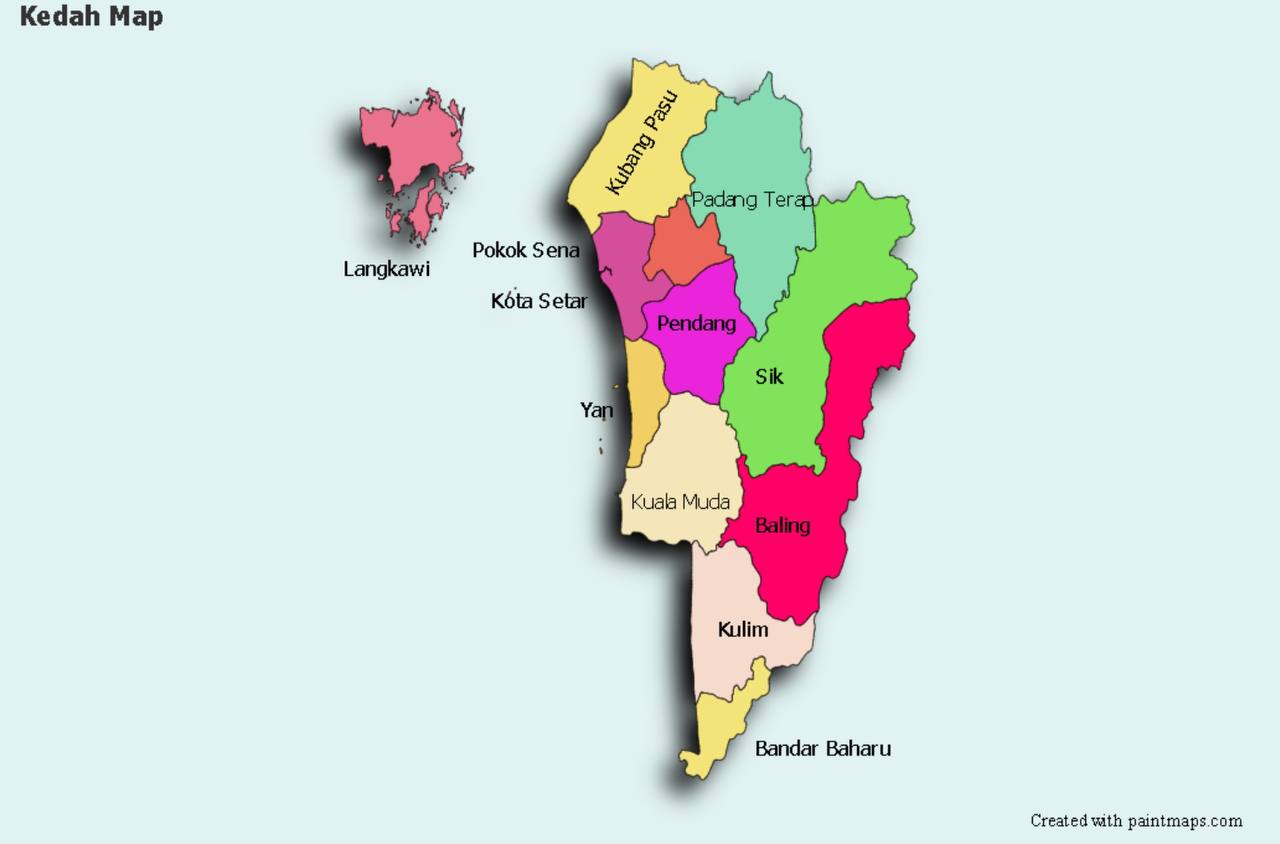 Kedah Map
Kubang Pasu
Padang Terap
Pokok Sena
Langkawi
Kota Setar
Pendang
Sik
Yan
Kuala Muda
Baling
Kulim
Bandar Baharu
Created with paintmaps.com